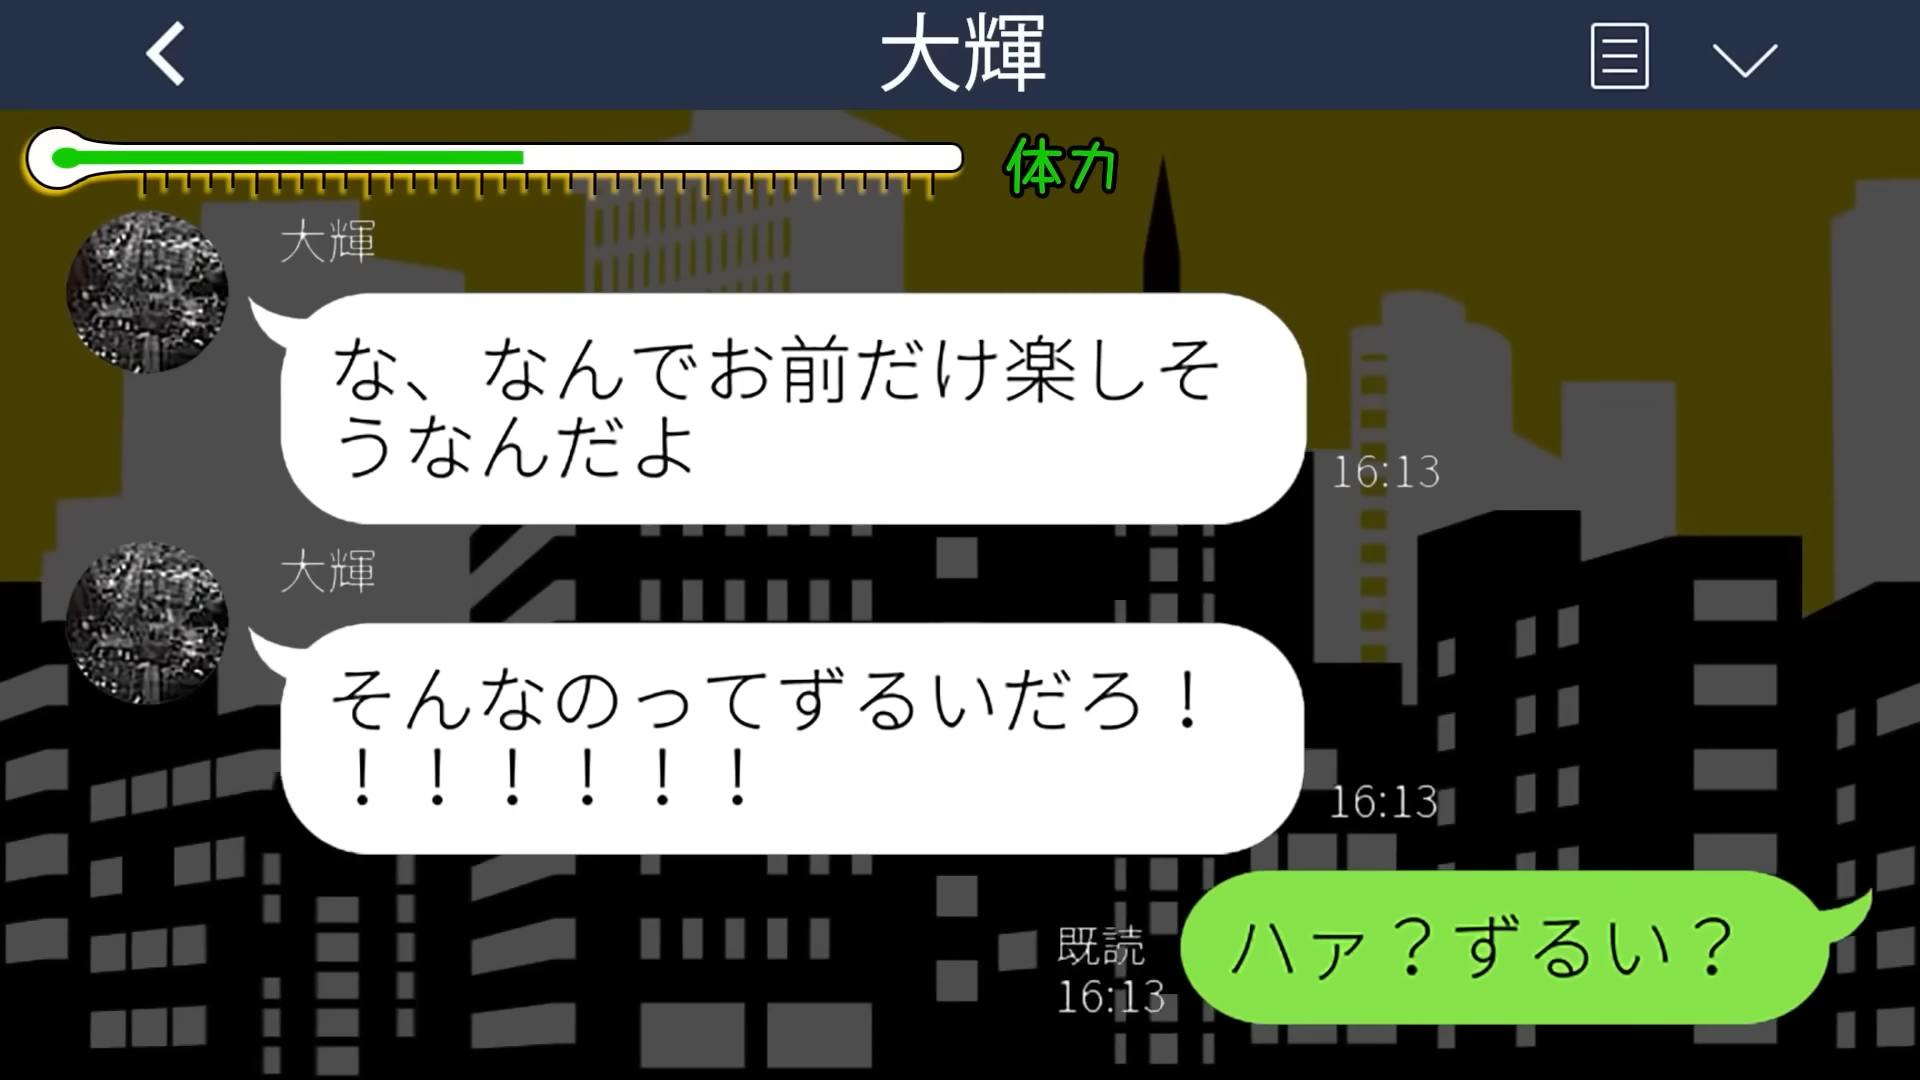 大輝
体力
大輝
な、なんでお前だけ楽しそ
うなんだよ
16:13
大輝
そんなのってずるいだろ！
！！！！！！
16:13
ハァ？ずるい？
既読
16:13